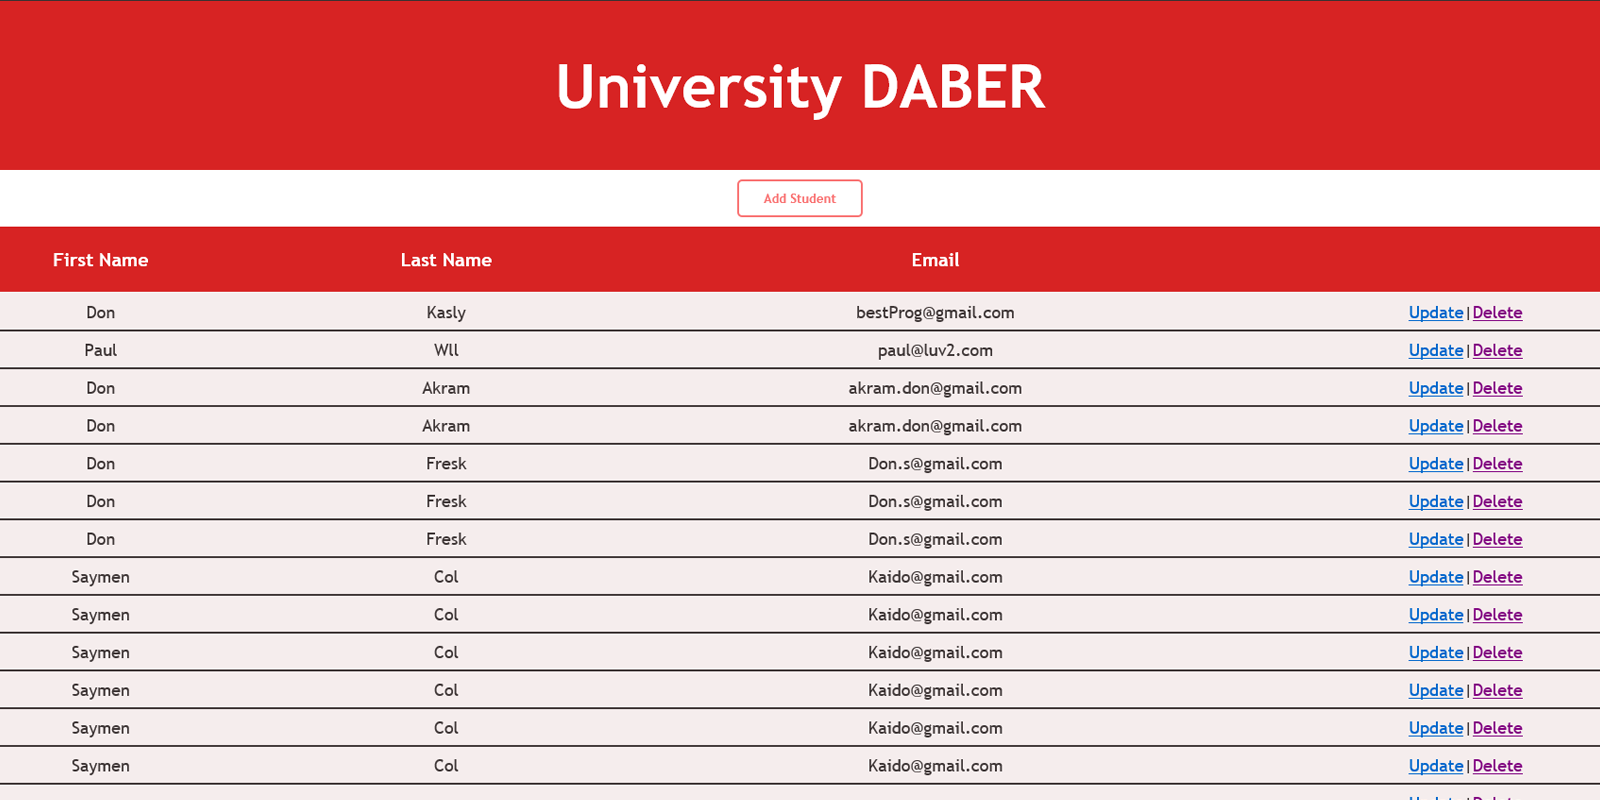 University DABER
Add Student
First Name Last Name Email
Don Kasly bestProg@gmail.com Update|Delete
Paul Wll paul@luv2.com Update|Delete
Don Akram akram.don@gmail.com Update|Delete
Don Akram akram.don@gmail.com Update|Delete
Don Fresk Don.s@gmail.com Update|Delete
Don Fresk Don.s@gmail.com Update|Delete
Don Fresk Don.s@gmail.com Update|Delete
Saymen Col Kaido@gmail.com Update|Delete
Saymen Col Kaido@gmail.com Update|Delete
Saymen Col Kaido@gmail.com Update|Delete
Saymen Col Kaido@gmail.com Update|Delete
Saymen Col Kaido@gmail.com Update|Delete
Saymen Col Kaido@gmail.com Update|Delete